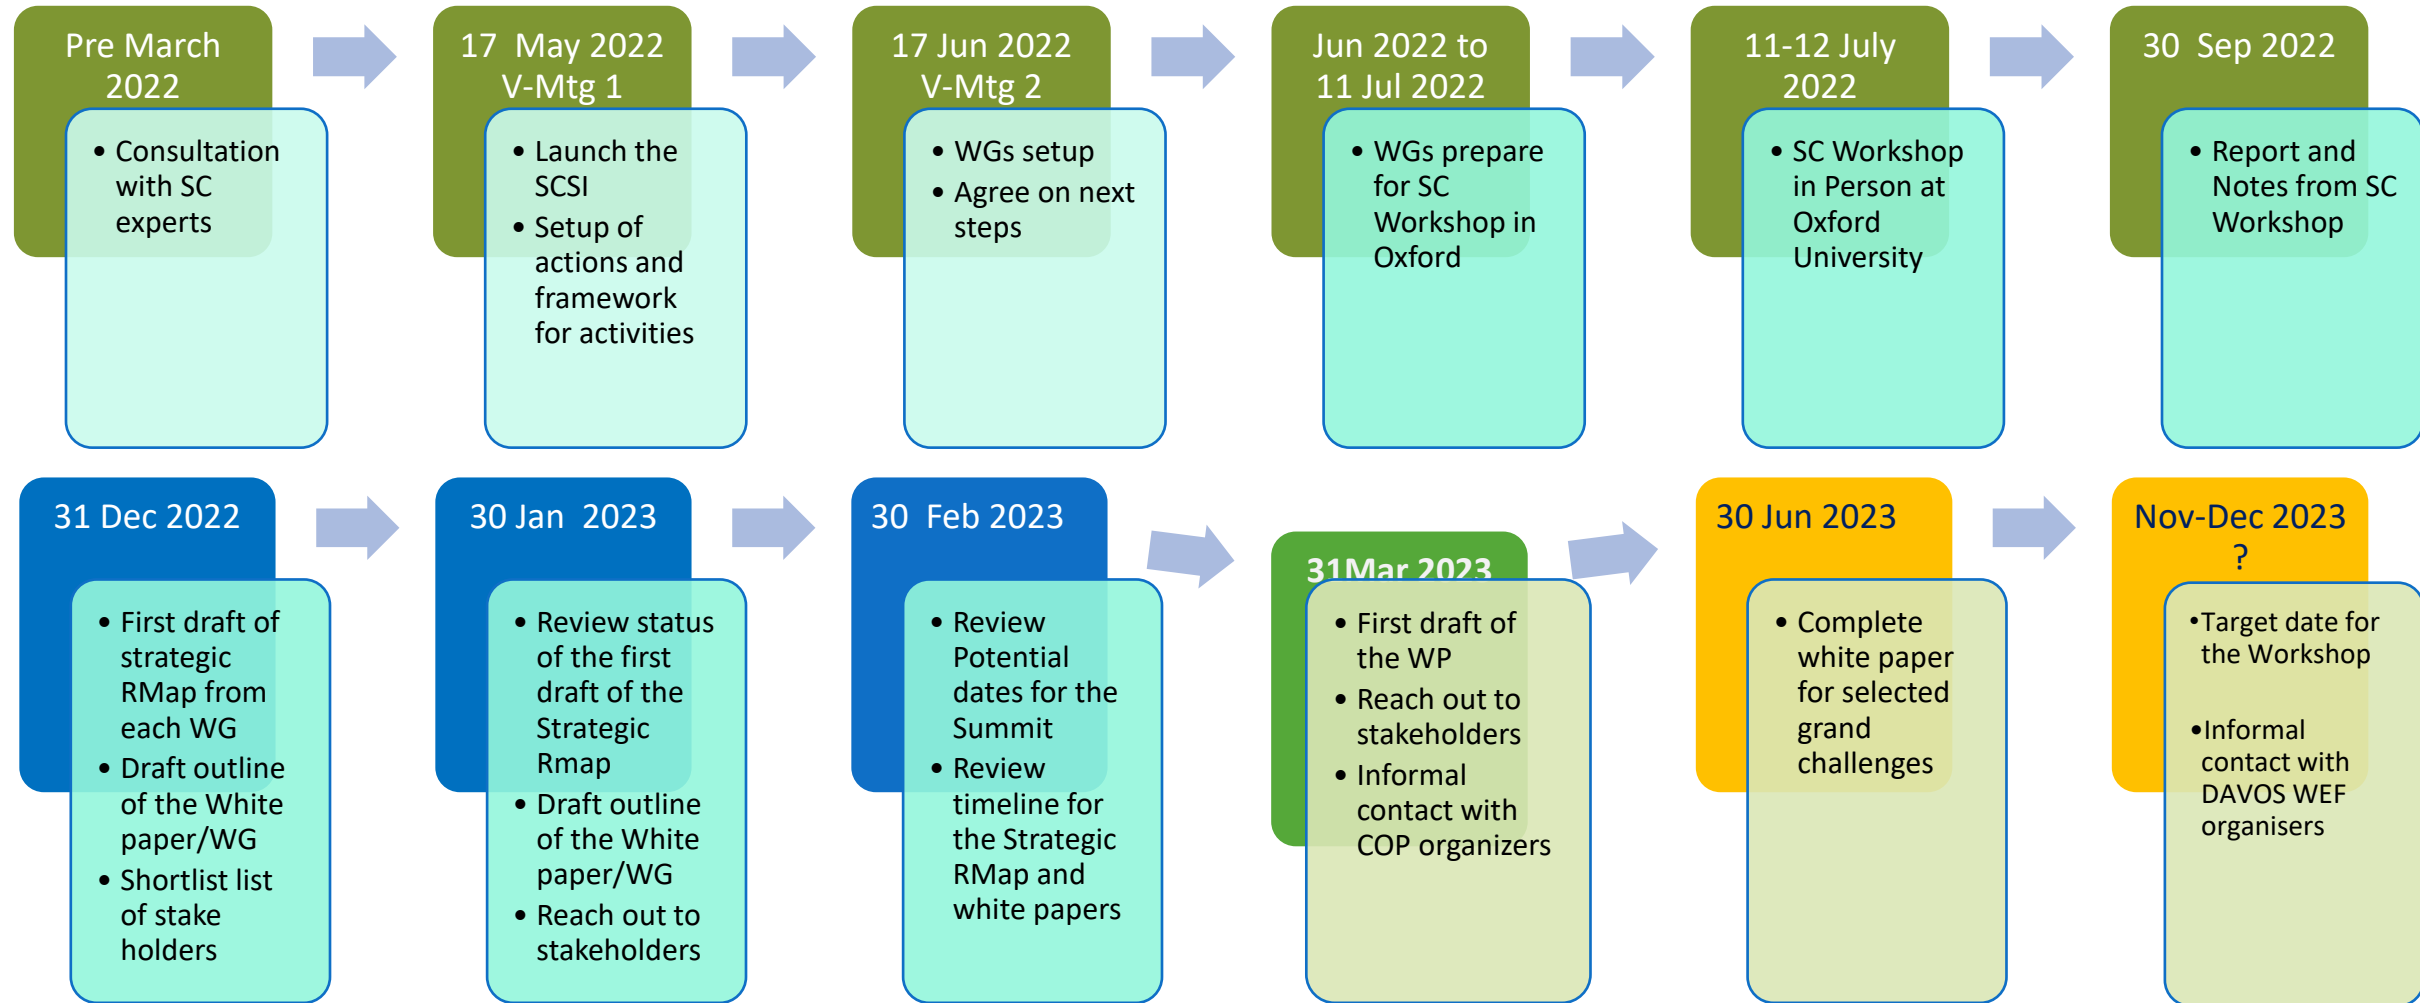 Pre March
2022
• Consultation
with SC
experts
17 May 2022
V-Mtg 1
• Launch the
SCSI
• Setup of
actions and
framework
for activities
17 Jun 2022
V-Mtg 2
• WGs setup
• Agree on next
steps
Jun 2022 to
11 Jul 2022
• WGs prepare
for SC
Workshop in
Oxford
11-12 July
2022
• SC Workshop
in Person at
Oxford
University
30 Sep 2022
• Report and
Notes from SC
Workshop
31 Dec 2022
• First draft of
strategic
RMap from
each WG
• Draft outline
of the White
paper/WG
• Shortlist list
of stake
holders
30 Jan 2023
• Review status
of the first
draft of the
Strategic
Rmap
• Draft outline
of the White
paper/WG
• Reach out to
stakeholders
30 Feb 2023
• Review
Potential
dates for the
Summit
• Review
timeline for
the Strategic
RMap and
white papers
31Mar 2023
• First draft of
the WP
• Reach out to
stakeholders
• Informal
contact with
COP organizers
30 Jun 2023
• Complete
white paper
for selected
grand
challenges
Nov-Dec 2023
?
•Target date for
the Workshop
•Informal
contact with
DAVOS WEF
organisers